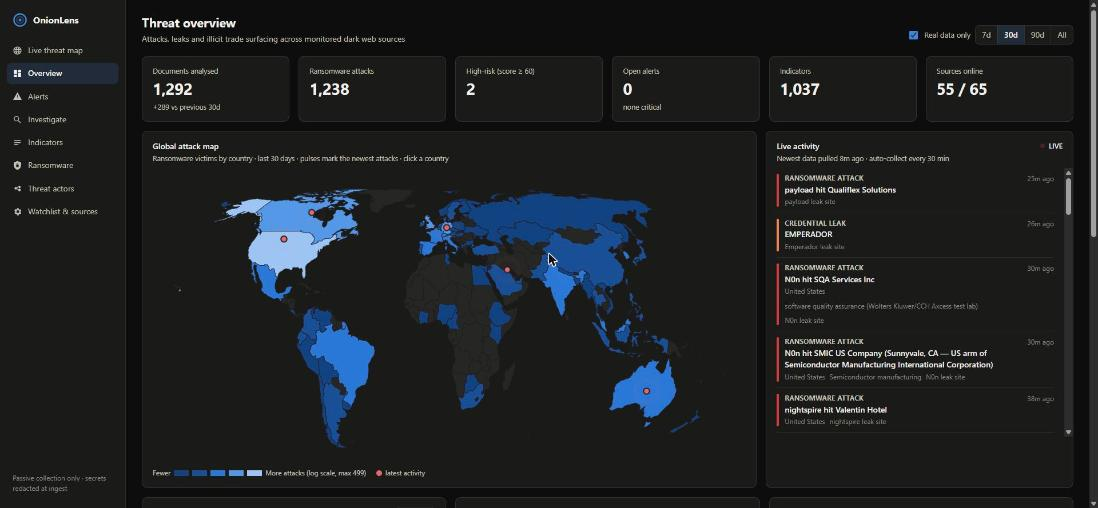 OnionLens
Live threat map
Overview
Alerts
Investigate
Indicators
Ransomware
Threat actors
Watchlist & sources
Passive collection only · secrets
redacted at ingest
Threat overview
Attacks, leaks and illicit trade surfacing across monitored dark web sources
Real data only
7d
30d
90d
All
Documents analysed
1,292
+289 vs previous 30d
Ransomware attacks
1,238
High-risk (score ≥ 60)
2
Open alerts
0
none critical
Indicators
1,037
Sources online
55 / 65
Global attack map
Ransomware victims by country · last 30 days · pulses mark the newest attacks · click a country
Fewer
More attacks (log scale, max 499)
latest activity
Live activity
LIVE
Newest data pulled 8m ago · auto-collect every 30 min
RANSOMWARE ATTACK
25m ago
payload hit Qualiflex Solutions
payload leak site
CREDENTIAL LEAK
26m ago
EMPERADOR
Emperador leak site
RANSOMWARE ATTACK
30m ago
N0n hit SQA Services Inc
United States
software quality assurance (Wolters Kluwer/CCH Axcess test lab)
N0n leak site
RANSOMWARE ATTACK
30m ago
N0n hit SMIC US Company (Sunnyvale, CA — US arm of
Semiconductor Manufacturing International Corporation)
United States Semiconductor manufacturing N0n leak site
RANSOMWARE ATTACK
38m ago
nightspire hit Valentin Hotel
United States nightspire leak site